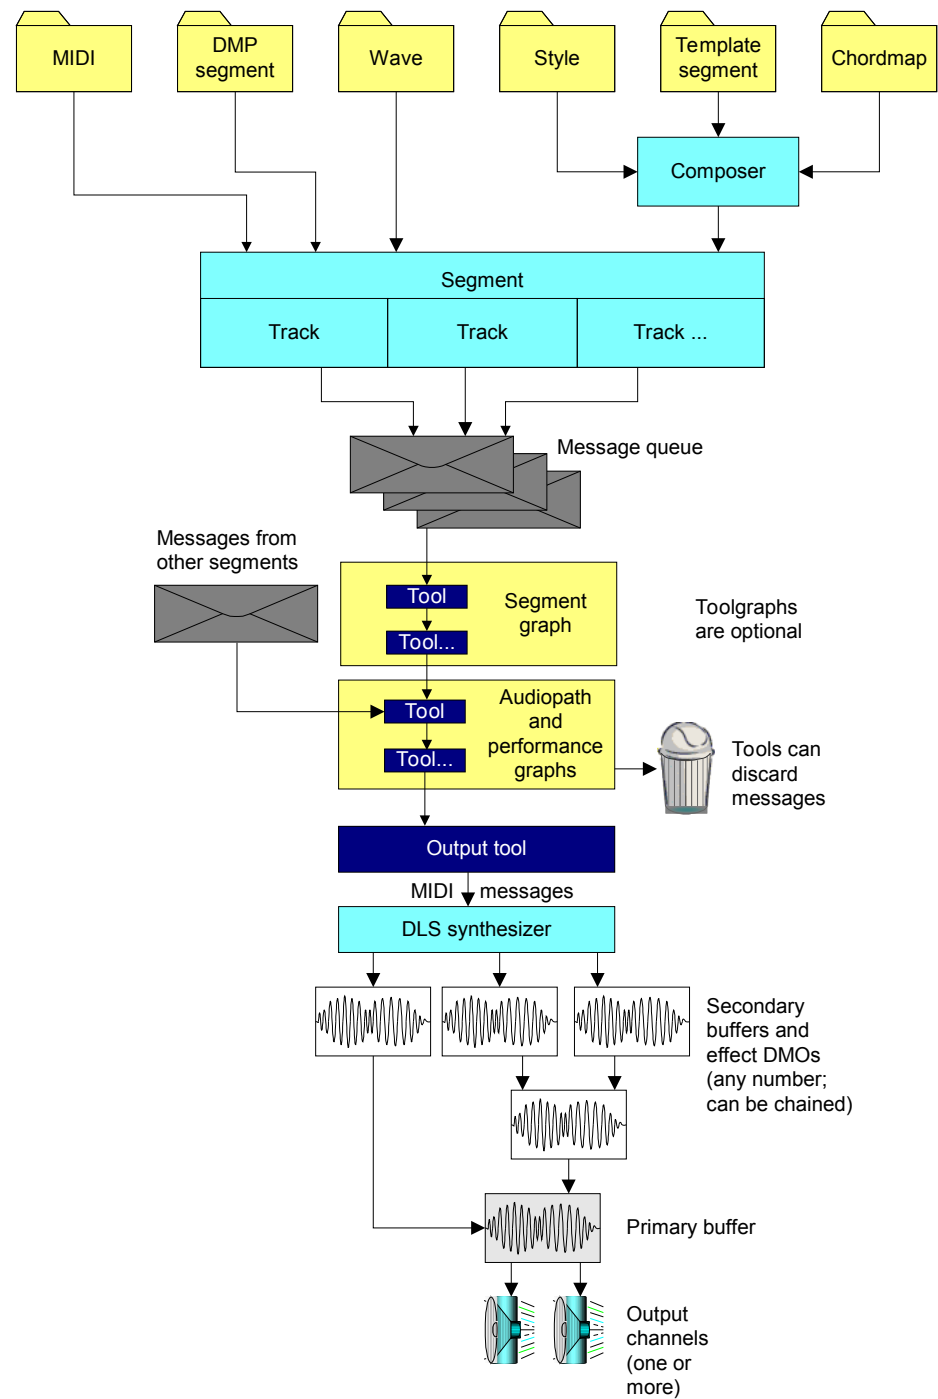 MIDI
DMP
segment
Wave
Style
Template
segment
Chordmap
Composer
Segment
Track
Track
Track ...
Message queue
Messages from
other segments
Tool
Tool...
Segment
graph
Toolgraphs
are optional
Tool
Tool...
Audiopath
and
performance
graphs
Tools can
discard
messages
Output tool
MIDI messages
DLS synthesizer
Secondary
buffers and
effect DMOs
(any number;
can be chained)
Primary buffer
Output
channels
(one or
more)